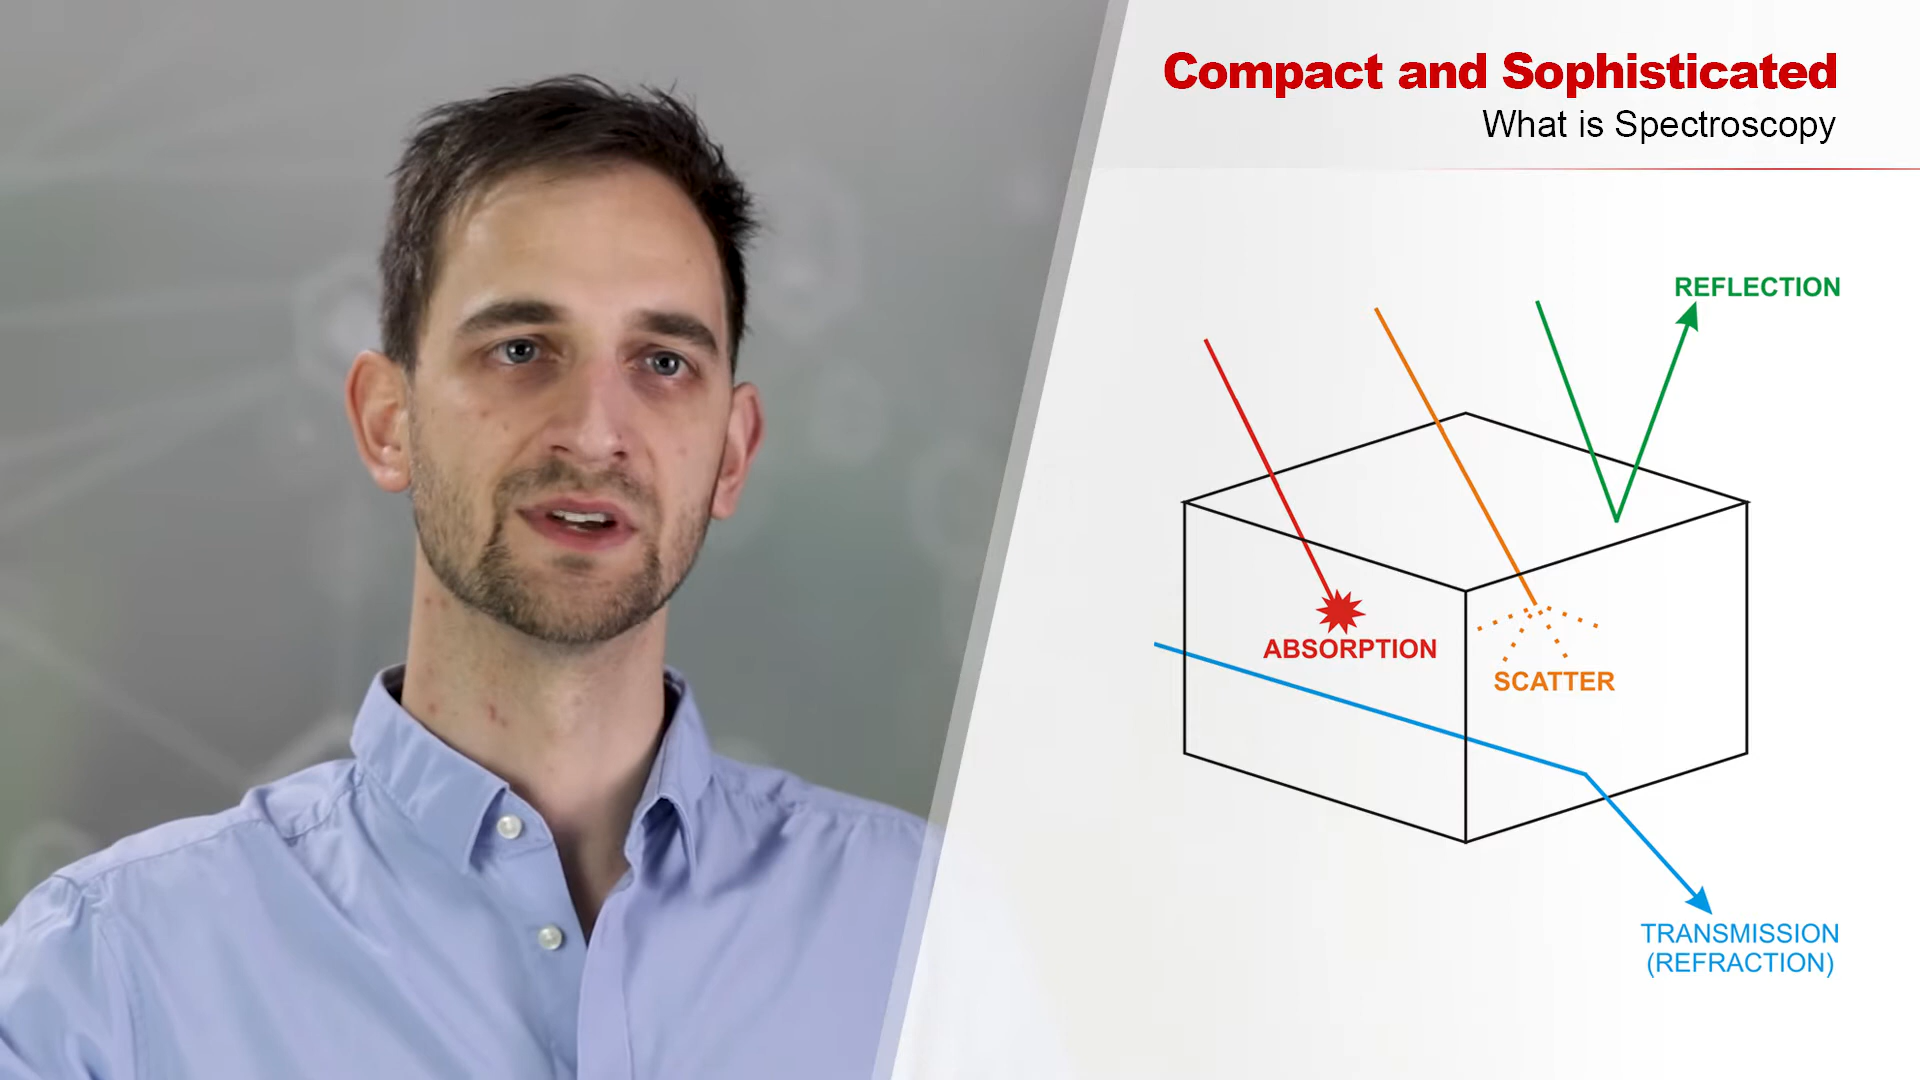 Compact and Sophisticated
What is Spectroscopy
REFLECTION
ABSORPTION
SCATTER
TRANSMISSION
(REFRACTION)